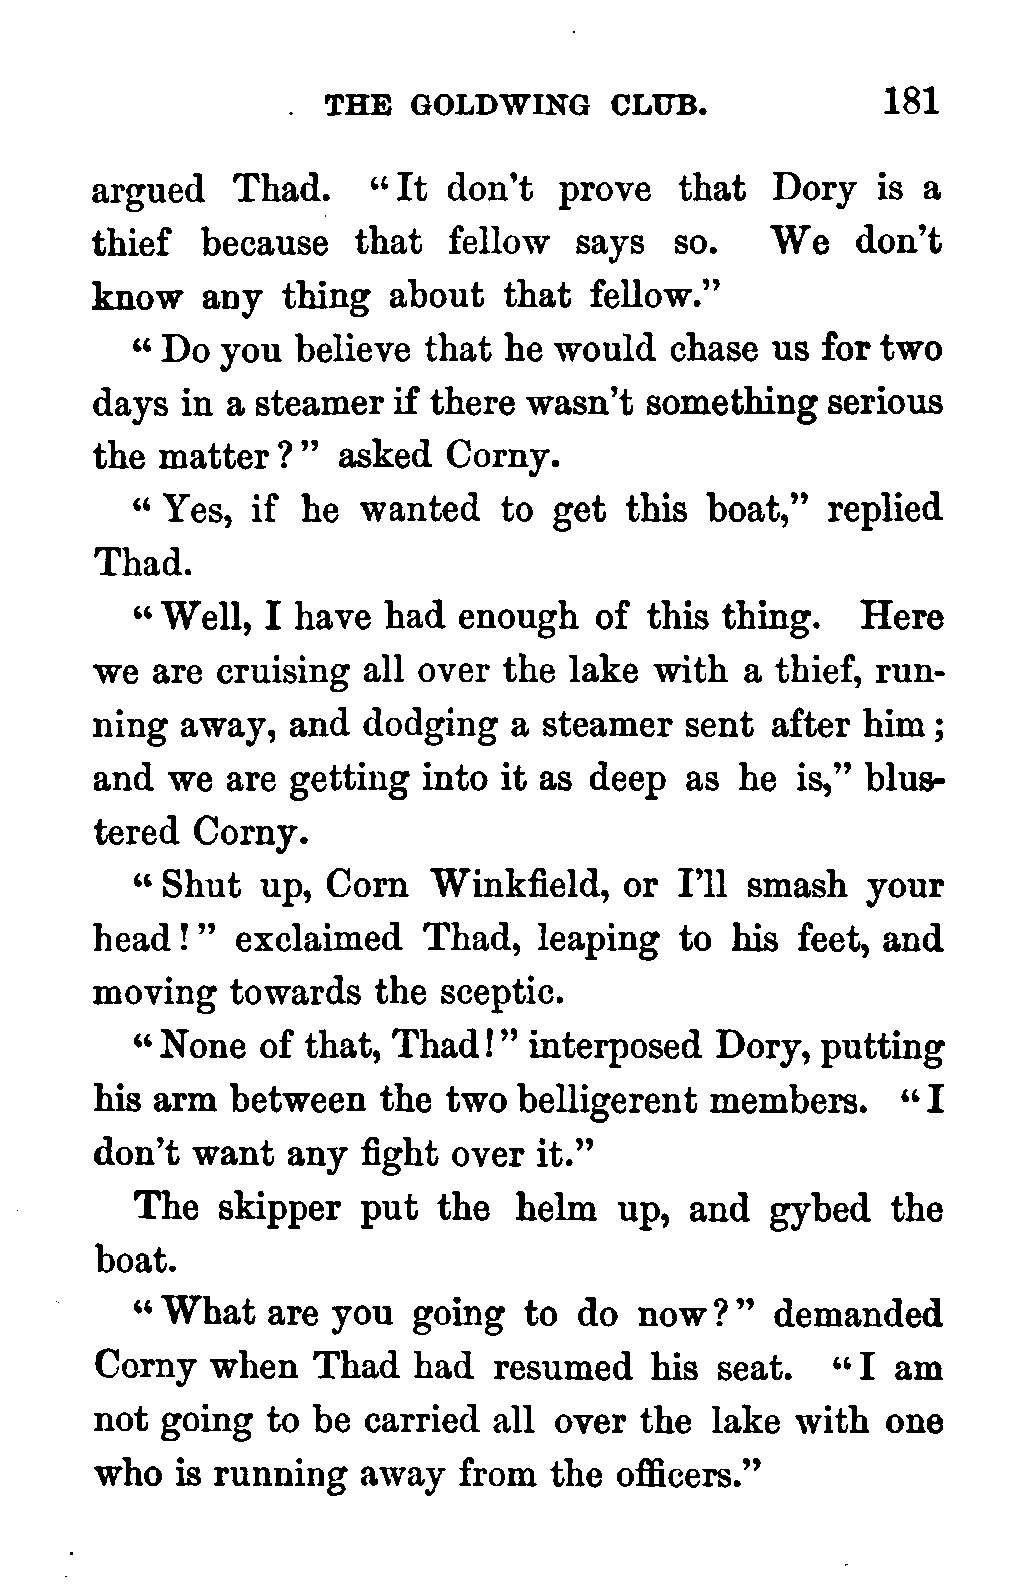 THE GOLDWING CLUB. 181
argued Thad. “It don’t prove that Dory is a
thief because that fellow says so. We don’t
know any thing about that fellow.”
“Do you believe that he would chase us for two
days in a steamer if there wasn’t something serious
the matter?” asked Corny.
“Yes, if he wanted to get this boat,” replied
Thad.
“Well, I have had enough of this thing. Here
we are cruising all over the lake with a thief, run-
ning away, and dodging a steamer sent after him;
and we are getting into it as deep as he is,” blus-
tered Corny.
“Shut up, Corn Winkfield, or I’ll smash your
head!” exclaimed Thad, leaping to his feet, and
moving towards the sceptic.
“None of that, Thad!” interposed Dory, putting
his arm between the two belligerent members. “I
don’t want any fight over it.”
The skipper put the helm up, and gybed the
boat.
“What are you going to do now?” demanded
Corny when Thad had resumed his seat. “I am
not going to be carried all over the lake with one
who is running away from the officers.”